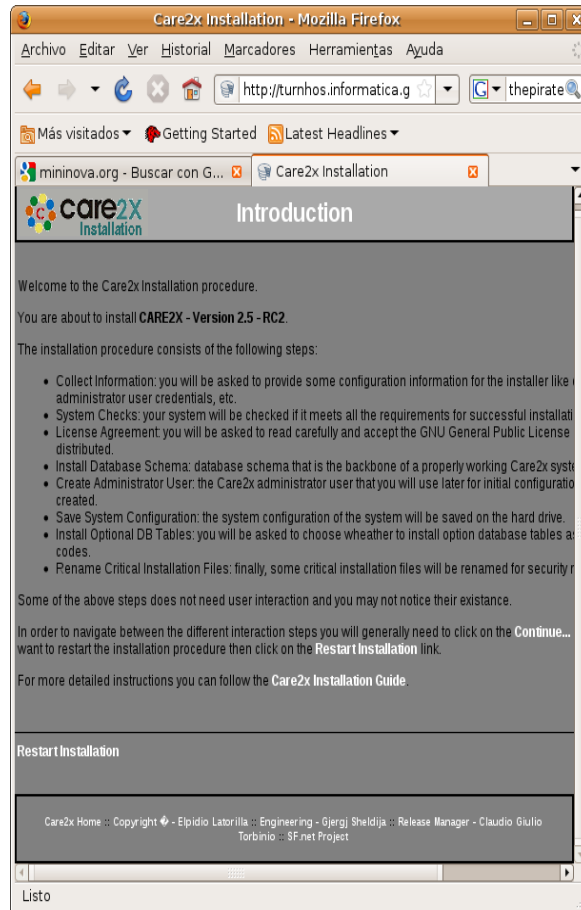 Care2x Installation - Mozilla Firefox
Archivo Editar Ver Historial Marcadores Herramientas Ayuda
http://turnhos.informatica.g
thepirate
Más visitados Getting Started Latest Headlines
mininova.org - Buscar con G... Care2x Installation
care2x Installation
Introduction
Welcome to the Care2x Installation procedure.
You are about to install CARE2X - Version 2.5 - RC2.
The installation procedure consists of the following steps:
Collect Information: you will be asked to provide some configuration information for the installer like
administrator user credentials, etc.
System Checks: your system will be checked if it meets all the requirements for successful installati
License Agreement: you will be asked to read carefully and accept the GNU General Public License
distributed.
Install Database Schema: database schema that is the backbone of a properly working Care2x syste
Create Administrator User: the Care2x administrator user that you will use later for initial configuratio
created.
Save System Configuration: the system configuration of the system will be saved on the hard drive.
Install Optional DB Tables: you will be asked to choose wheather to install option database tables as
codes.
Rename Critical Installation Files: finally, some critical installation files will be renamed for security r
Some of the above steps does not need user interaction and you may not notice their existance.
In order to navigate between the different interaction steps you will generally need to click on the Continue...
want to restart the installation procedure then click on the Restart Installation link.
For more detailed instructions you can follow the Care2x Installation Guide.
Restart Installation
Care2x Home :: Copyright � - Elpidio Latorilla :: Engineering - Gjergj Sheldija :: Release Manager - Claudio Giulio
Torbinio :: SF.net Project
Listo